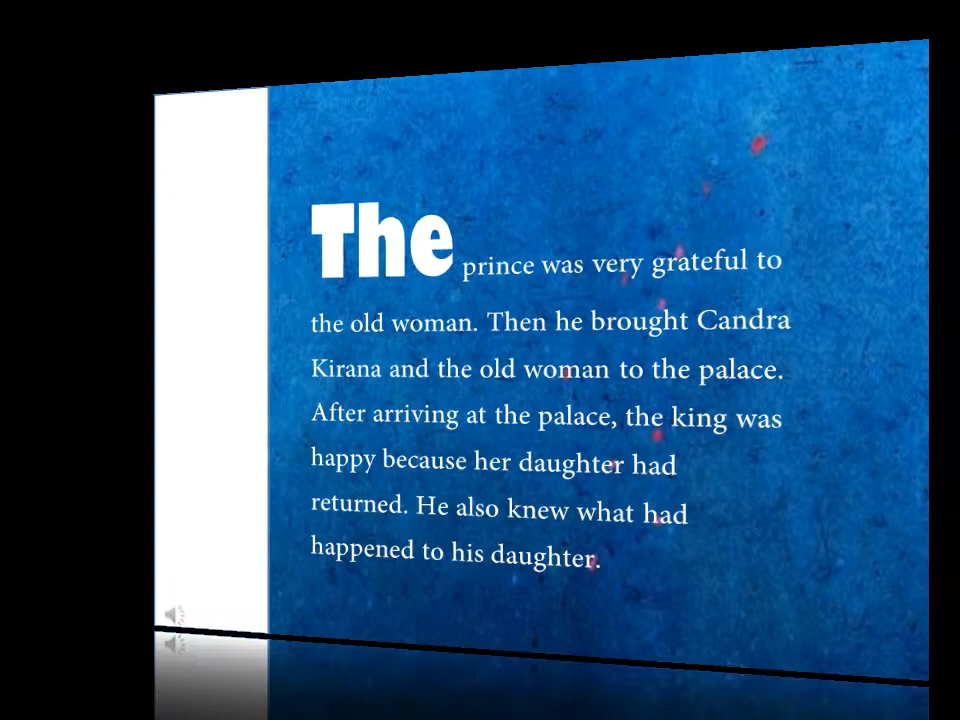 The prince was very grateful to
the old woman. Then he brought Candra
Kirana and the old woman to the palace.
After arriving at the palace, the king was
happy because her daughter had
returned. He also knew what had
happened to his daughter.